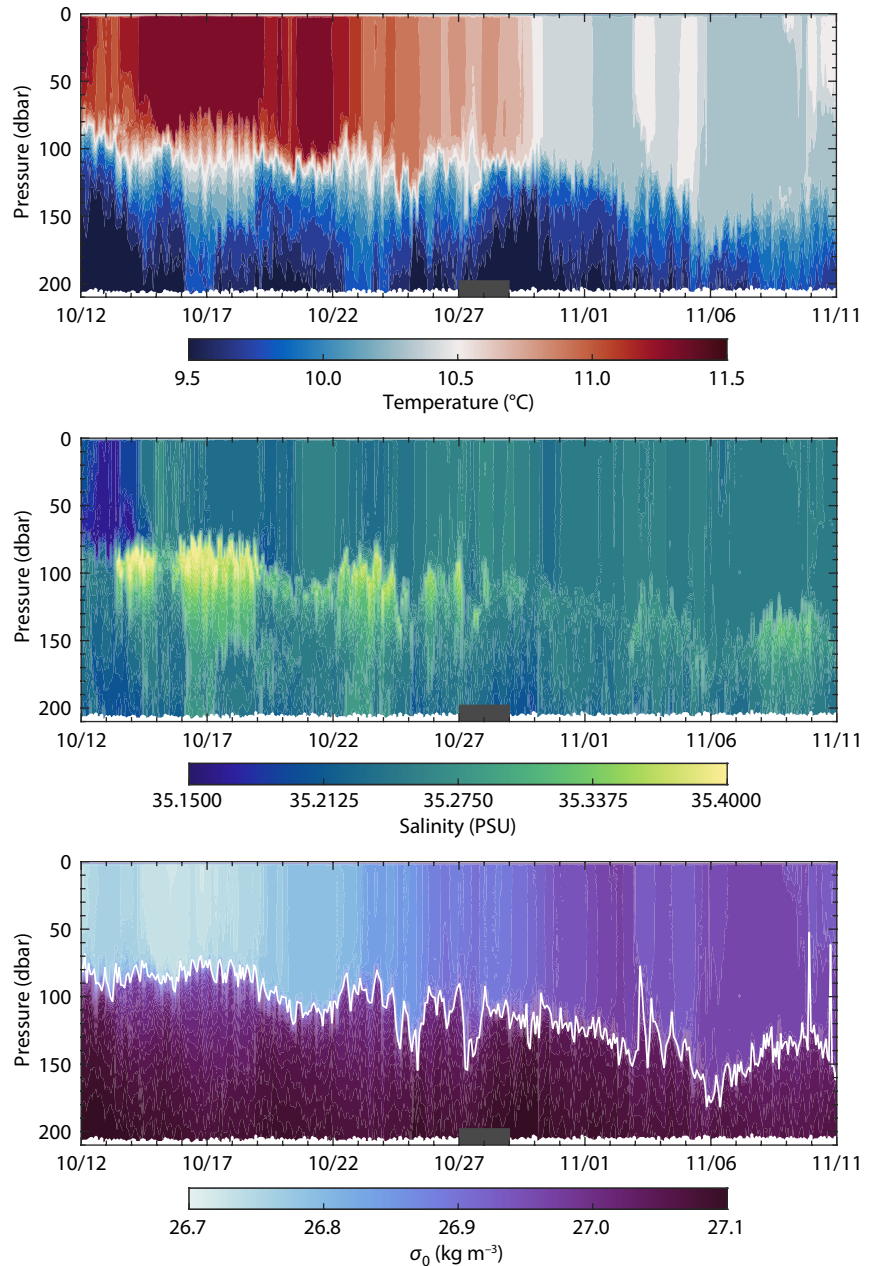 0
50
100
150
200
Pressure (dbar)
10/12 10/17 10/22 10/27 11/01 11/06 11/11
9.5 10.0 10.5 11.0 11.5
Temperature (°C)
0
50
100
150
200
Pressure (dbar)
10/12 10/17 10/22 10/27 11/01 11/06 11/11
35.1500 35.2125 35.2750 35.3375 35.4000
Salinity (PSU)
0
50
100
150
200
Pressure (dbar)
10/12 10/17 10/22 10/27 11/01 11/06 11/11
26.7 26.8 26.9 27.0 27.1
σ₀ (kg m⁻³)